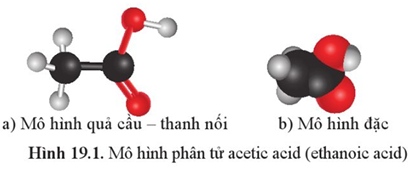 a) Mô hình quả cầu – thanh nối
b) Mô hình đặc
Hình 19.1. Mô hình phân tử acetic acid (ethanoic acid)